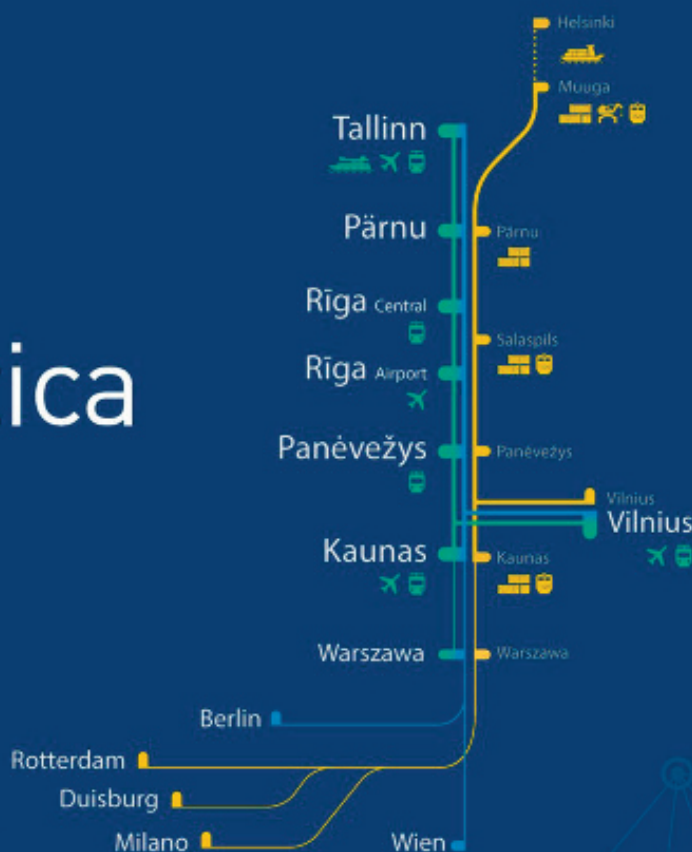 Helsinki
Muuga
Tallinn
Pärnu
Pärnu
Rīga Central
Salaspils
Rīga Airport
ica
Panėvežys
Panėvežys
Vilnius
Vilnius
Kaunas
Kaunas
Warszawa
Warszawa
Berlin
Rotterdam
Duisburg
Milano
Wien